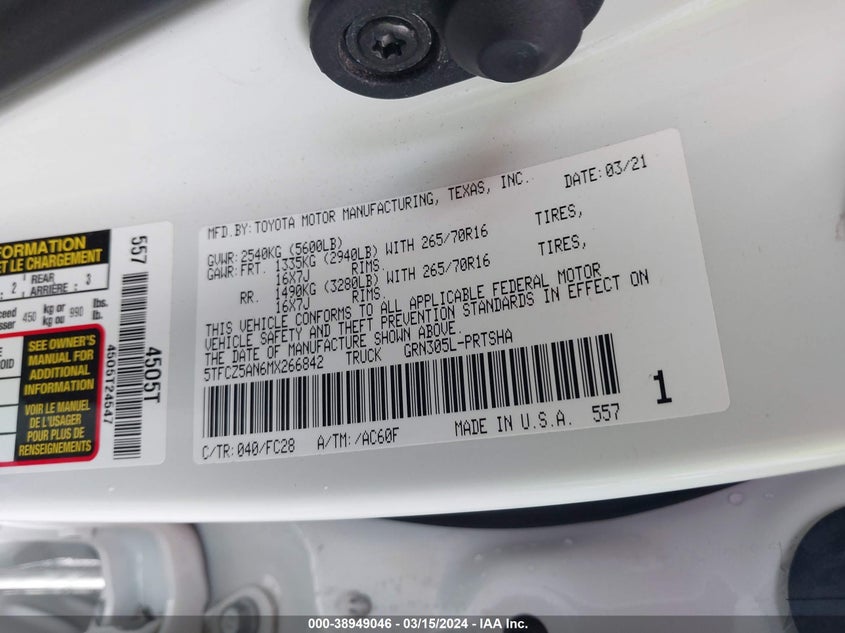 MFD.BY:TOYOTA MOTOR MANUFACTURING, TEXAS, INC. DATE:03/21
GVWR:2540KG (5600LB)
GAWR:FRT. 1335KG (2940LB) WITH 265/70R16 TIRES,
16X7J RIMS
RR. 1490KG (3280LB) WITH 265/70R16 TIRES,
16X7J RIMS.
THIS VEHICLE CONFORMS TO ALL APPLICABLE FEDERAL MOTOR
VEHICLE SAFETY AND THEFT PREVENTION STANDARDS IN EFFECT ON
THE DATE OF MANUFACTURE SHOWN ABOVE.
5TFCZ5AN6MX266842 TRUCK GRN305L-PRTSHA
C/TR:040/FC28 A/TM:/AC60F MADE IN U.S.A. 557
1
FORMATION
ET LE CHARGEMENT
: 2 REAR
ARRIÈRE : 3
450 kg or
kg ou 990 lbs.
lb.
SEE OWNER'S
MANUAL FOR
ADDITIONAL
INFORMATION
VOIR LE MANUEL
DE L'USAGER
POUR PLUS DE
RENSEIGNEMENTS
557
4505T
4505T24547
000-38949046 - 03/15/2024 - IAA Inc.